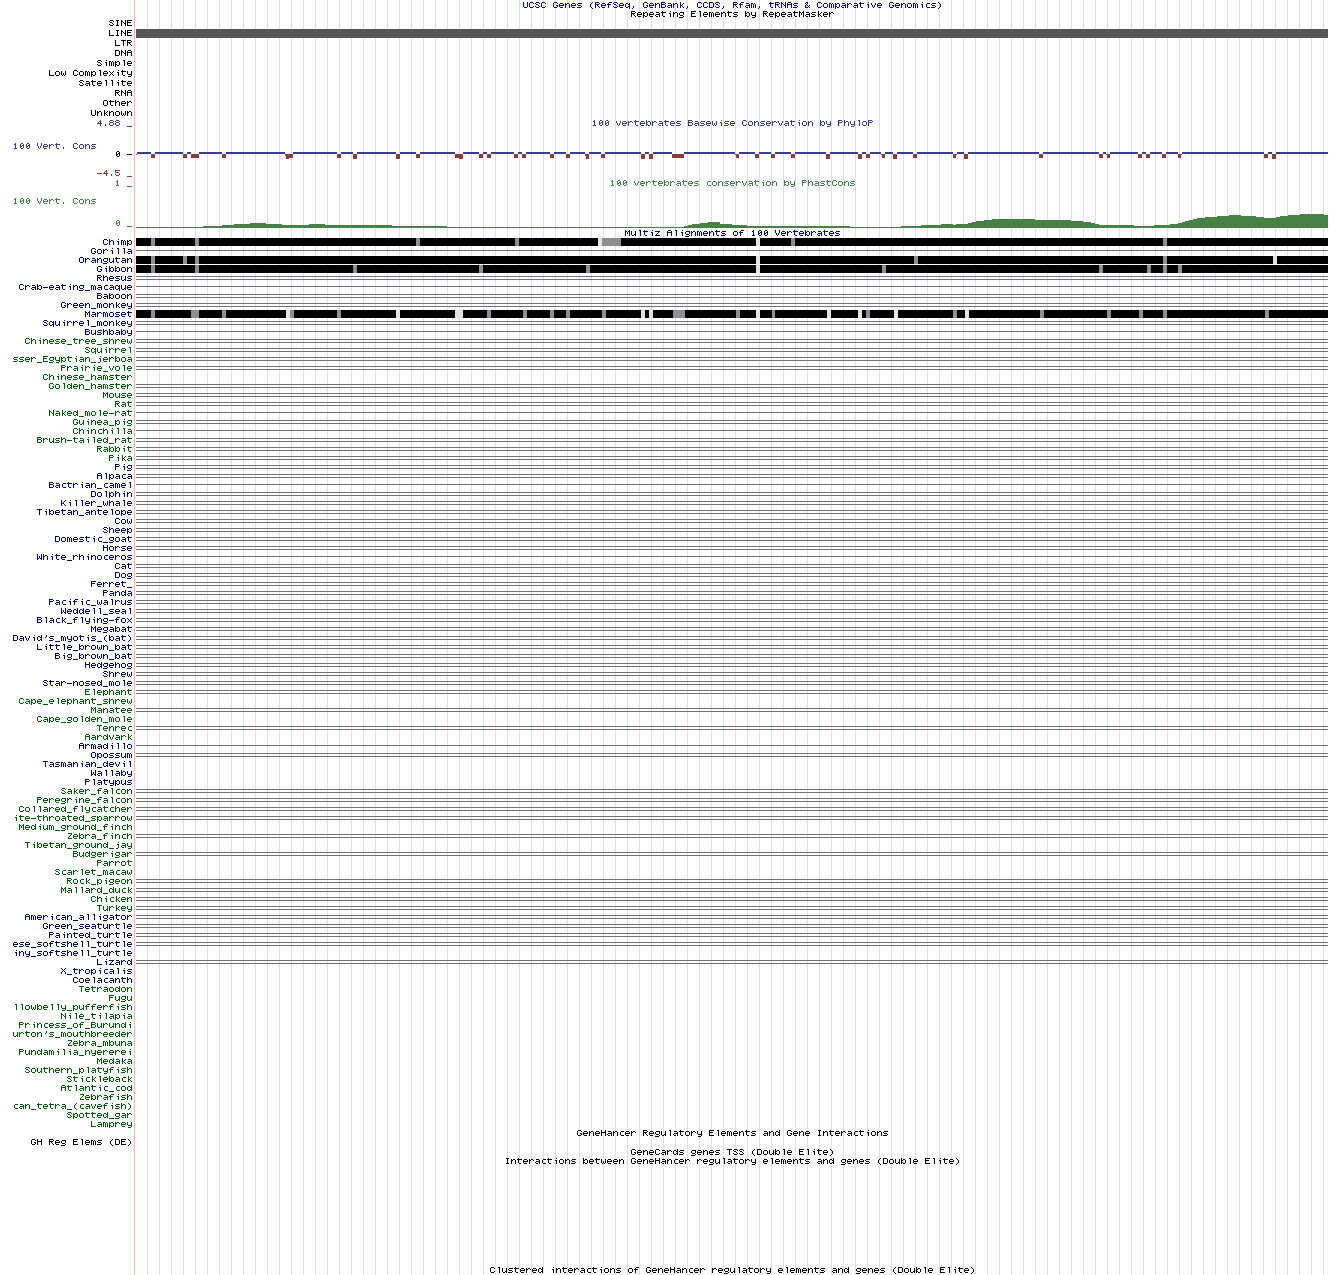 UCSC Genes (RefSeq, GenBank, CCDS, Rfam, tRNAs & Comparative Genomics)
Repeating Elements by RepeatMasker
SINE
LINE
LTR
DNA
Simple
Low Complexity
Satellite
RNA
Other
Unknown
4.88 _
100 vertebrates Basewise Conservation by PhyloP
100 Vert. Cons
0 _
-4.5 _
1 _
100 vertebrates conservation by PhastCons
100 Vert. Cons
0 _
Multiz Alignments of 100 Vertebrates
Chimp
Gorilla
Orangutan
Gibbon
Rhesus
Crab-eating_macaque
Baboon
Green_monkey
Marmoset
Squirrel_monkey
Bushbaby
Chinese_tree_shrew
Squirrel
sser_Egyptian_jerboa
Prairie_vole
Chinese_hamster
Golden_hamster
Mouse
Rat
Naked_mole-rat
Guinea_pig
Chinchilla
Brush-tailed_rat
Rabbit
Pika
Pig
Alpaca
Bactrian_camel
Dolphin
Killer_whale
Tibetan_antelope
Cow
Sheep
Domestic_goat
Horse
White_rhinoceros
Cat
Dog
Ferret_
Panda
Pacific_walrus
Weddell_seal
Black_flying-fox
Megabat
David's_myotis_(bat)
Little_brown_bat
Big_brown_bat
Hedgehog
Shrew
Star-nosed_mole
Elephant
Cape_elephant_shrew
Manatee
Cape_golden_mole
Tenrec
Aardvark
Armadillo
Opossum
Tasmanian_devil
Wallaby
Platypus
Saker_falcon
Peregrine_falcon
Collared_flycatcher
ite-throated_sparrow
Medium_ground_finch
Zebra_finch
Tibetan_ground_jay
Budgerigar
Parrot
Scarlet_macaw
Rock_pigeon
Mallard_duck
Chicken
Turkey
American_alligator
Green_seaturtle
Painted_turtle
ese_softshell_turtle
iny_softshell_turtle
Lizard
X_tropicalis
Coelacanth
Tetraodon
Fugu
llowbelly_pufferfish
Nile_tilapia
Princess_of_Burundi
urton's_mouthbreeder
Zebra_mbuna
Pundamilia_nyererei
Medaka
Southern_platyfish
Stickleback
Atlantic_cod
Zebrafish
can_tetra_(cavefish)
Spotted_gar
Lamprey
GeneHancer Regulatory Elements and Gene Interactions
GH Reg Elems (DE)
GeneCards genes TSS (Double Elite)
Interactions between GeneHancer regulatory elements and genes (Double Elite)
Clustered interactions of GeneHancer regulatory elements and genes (Double Elite)